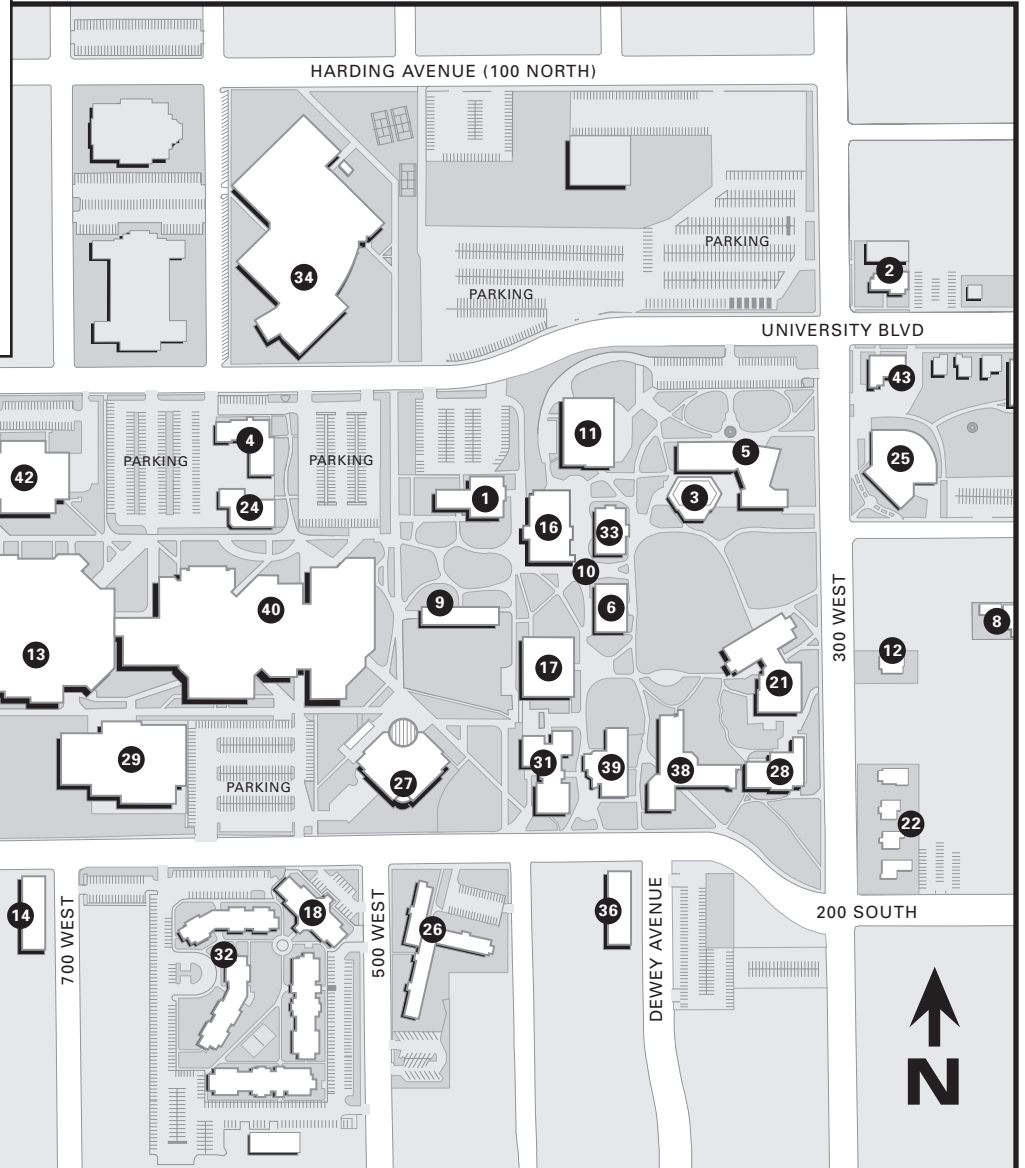 HARDING AVENUE (100 NORTH)
34
PARKING
PARKING
2
UNIVERSITY BLVD
43
4
11
5
25
42
PARKING
PARKING
24
1
3
16
33
10
9
40
6
300 WEST
8
13
17
12
21
29
31
39
38
28
27
PARKING
22
14
700 WEST
18
500 WEST
26
36
DEWEY AVENUE
200 SOUTH
32
N